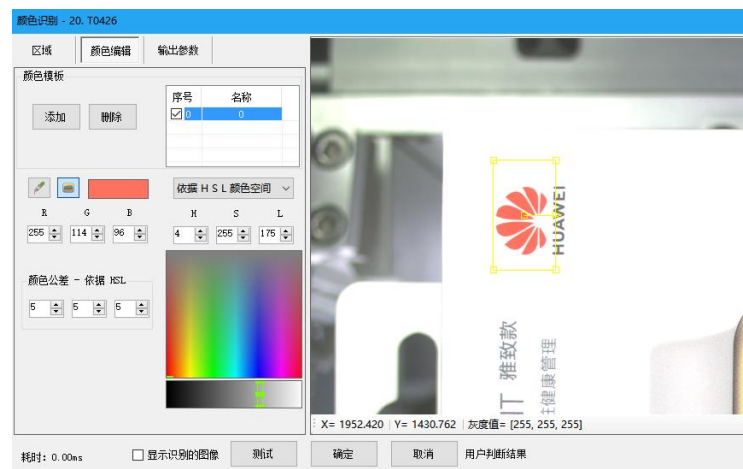 颜色识别 - 20. T0426
区域 颜色编辑 输出参数
颜色模板
添加 删除
序号 名称
0 0
依据 H S L 颜色空间
R G B H S L
255 114 96 4 255 175
颜色公差 - 依据 HSL
5 5 5
HUAWEI
雅致款
健康管理
X= 1952.420 Y= 1430.762 灰度值= [255, 255, 255]
耗时: 0.00ms 显示识别的图像 测试 确定 取消 用户判断结果